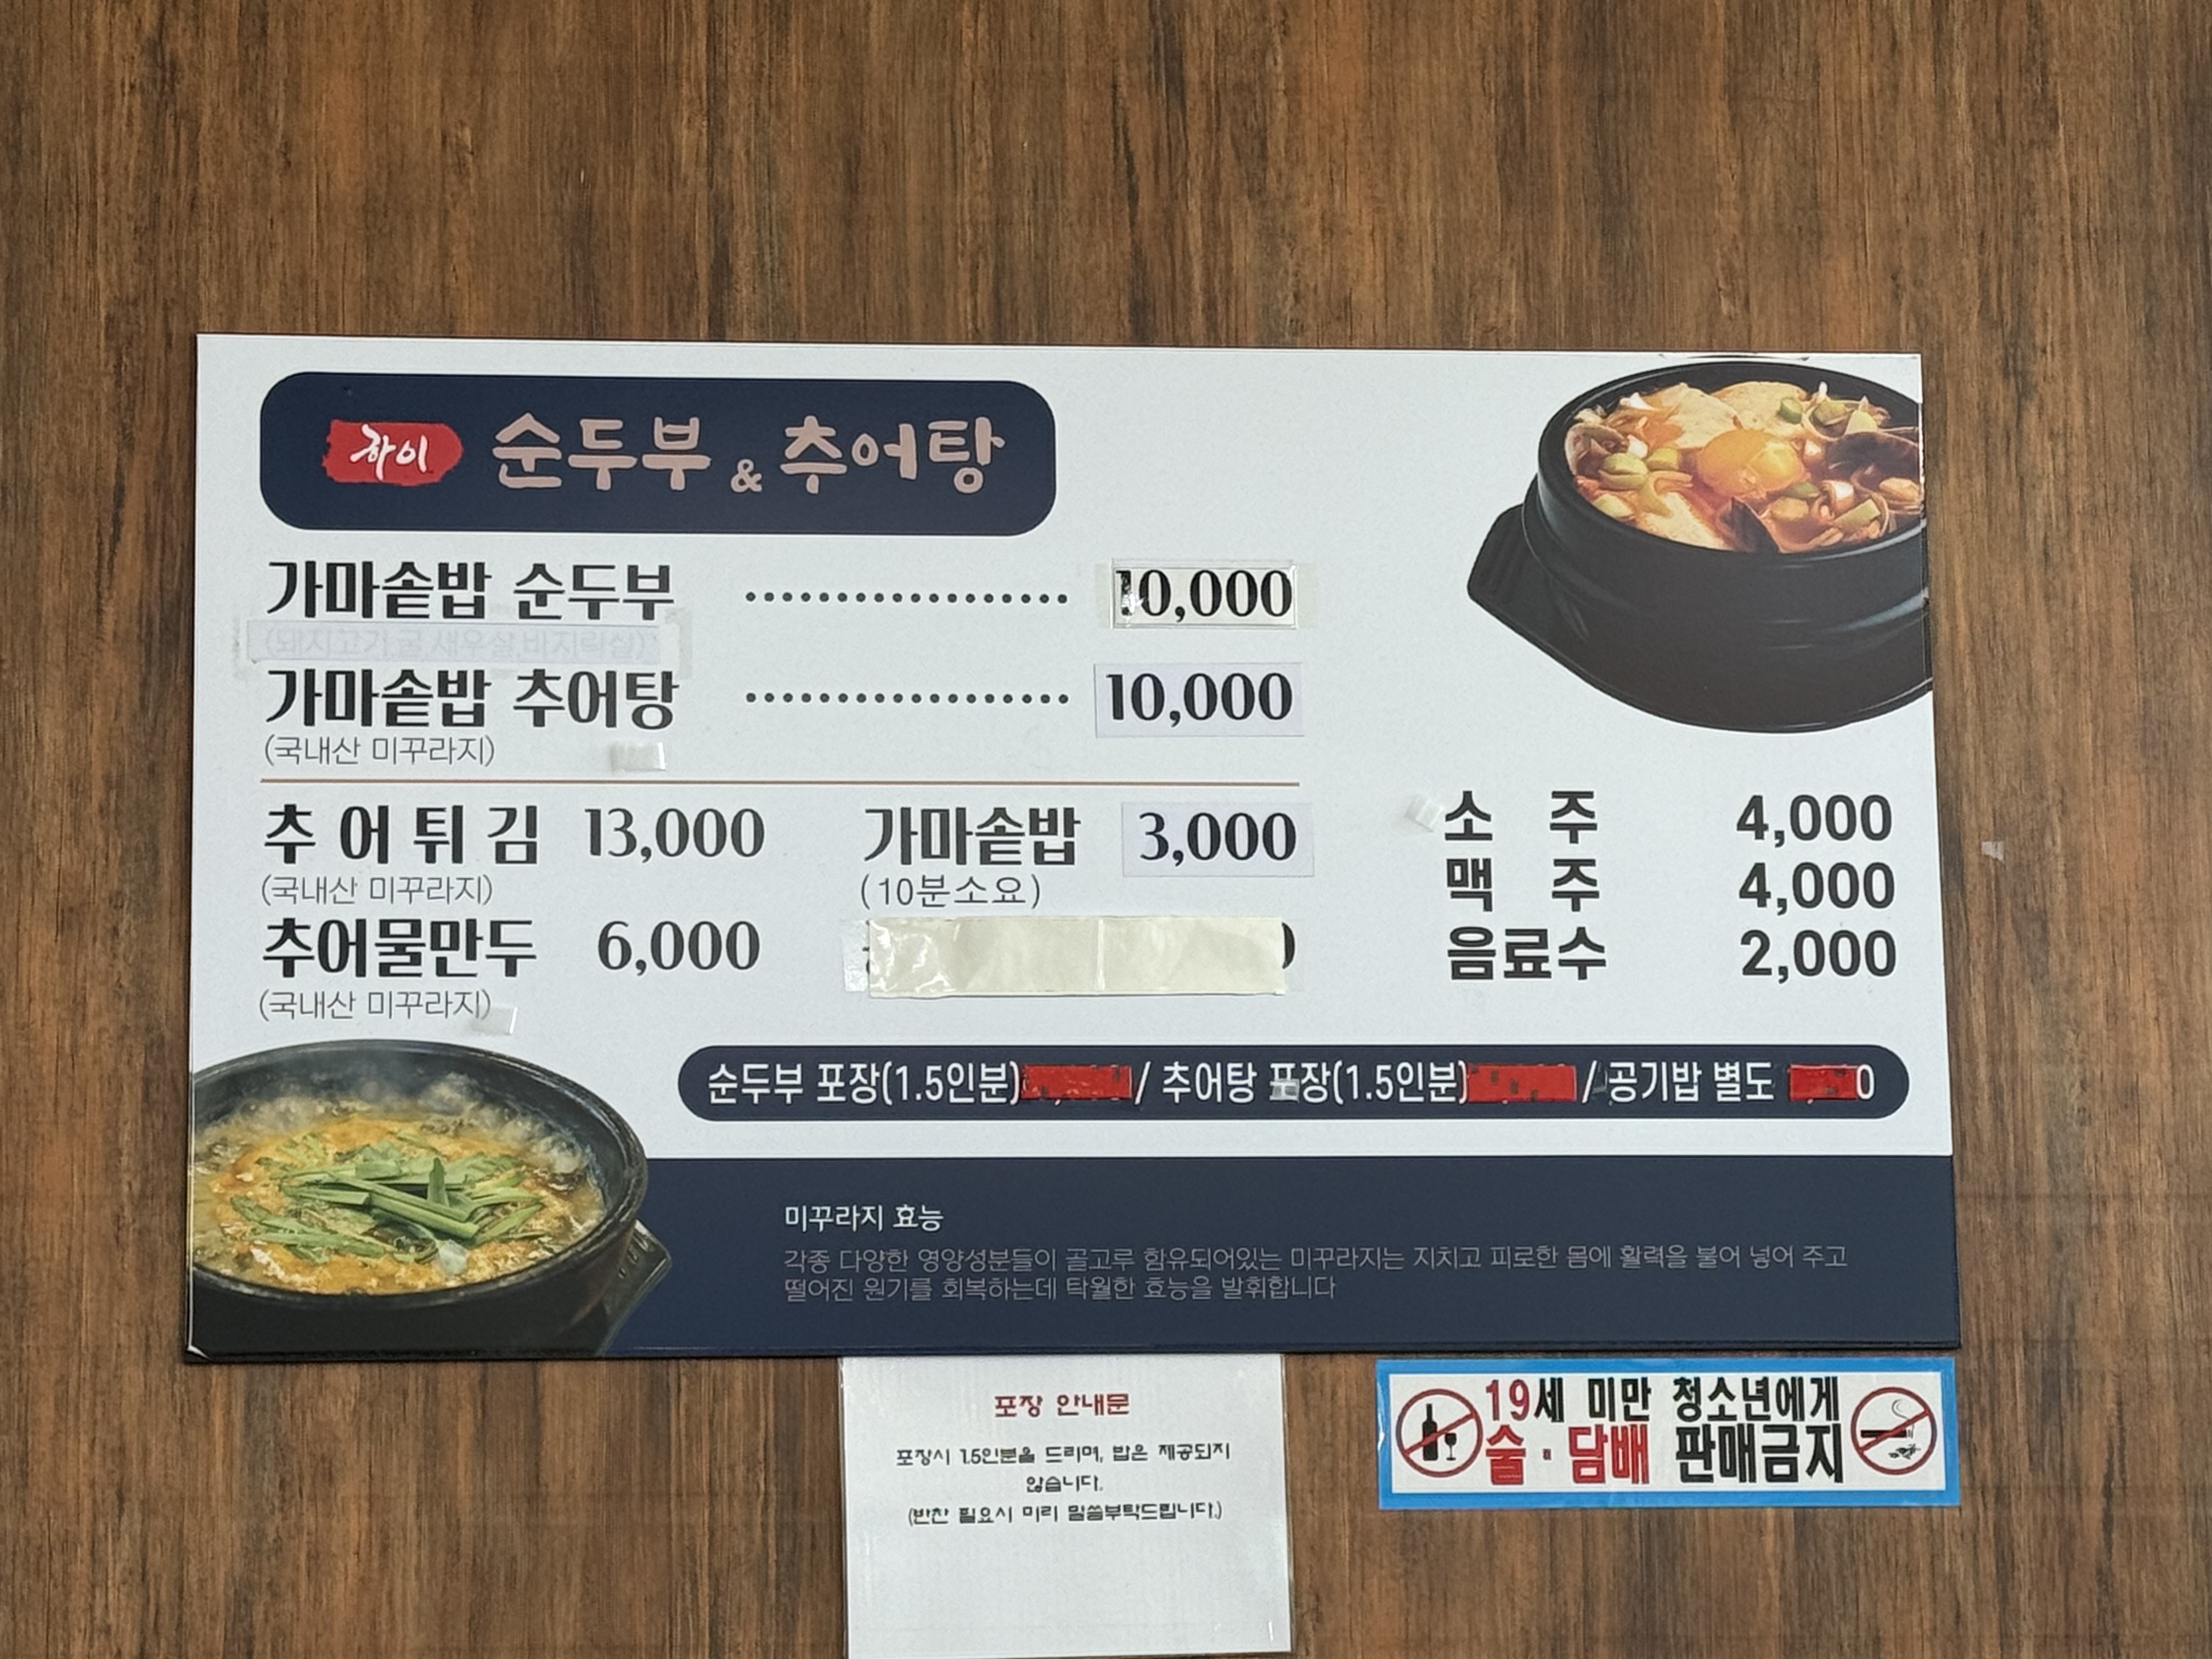 하이 순두부 & 추어탕
가마솥밥 순두부 ·················· 10,000
(돼지고기,굴,새우살,바지락살)
가마솥밥 추어탕 ·················· 10,000
(국내산 미꾸라지)
추 어 튀 김 13,000
(국내산 미꾸라지)
추어물만두 6,000
(국내산 미꾸라지)
가마솥밥 3,000
(10분소요)
소 주 4,000
맥 주 4,000
음료수 2,000
순두부 포장(1.5인분) / 추어탕 포장(1.5인분) / 공기밥 별도
미꾸라지 효능
각종 다양한 영양성분들이 골고루 함유되어있는 미꾸라지는 지치고 피로한 몸에 활력을 불어 넣어 주고
떨어진 원기를 회복하는데 탁월한 효능을 발휘합니다
포장 안내문
포장시 1.5인분을 드리며, 밥은 제공되지
않습니다.
(반찬 필요시 미리 말씀부탁드립니다.)
19세 미만 청소년에게
술·담배 판매금지